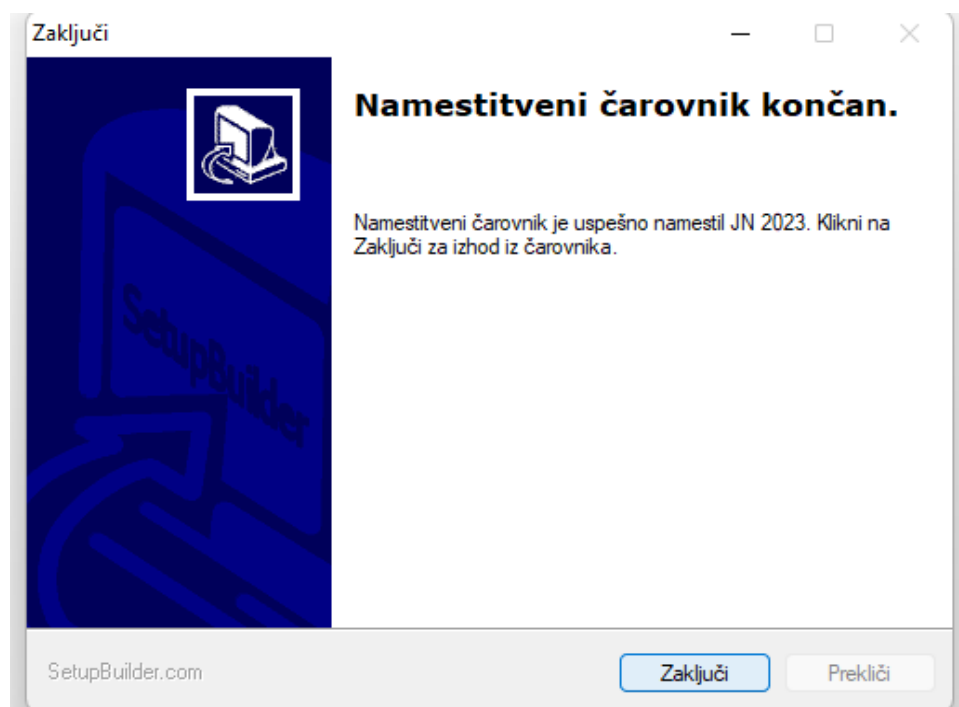 Zaključi
Namestitveni čarovnik končan.
Namestitveni čarovnik je uspešno namestil JN 2023. Klikni na
Zaključi za izhod iz čarovnika.
SetupBuilder
SetupBuilder.com
Zaključi
Prekliči